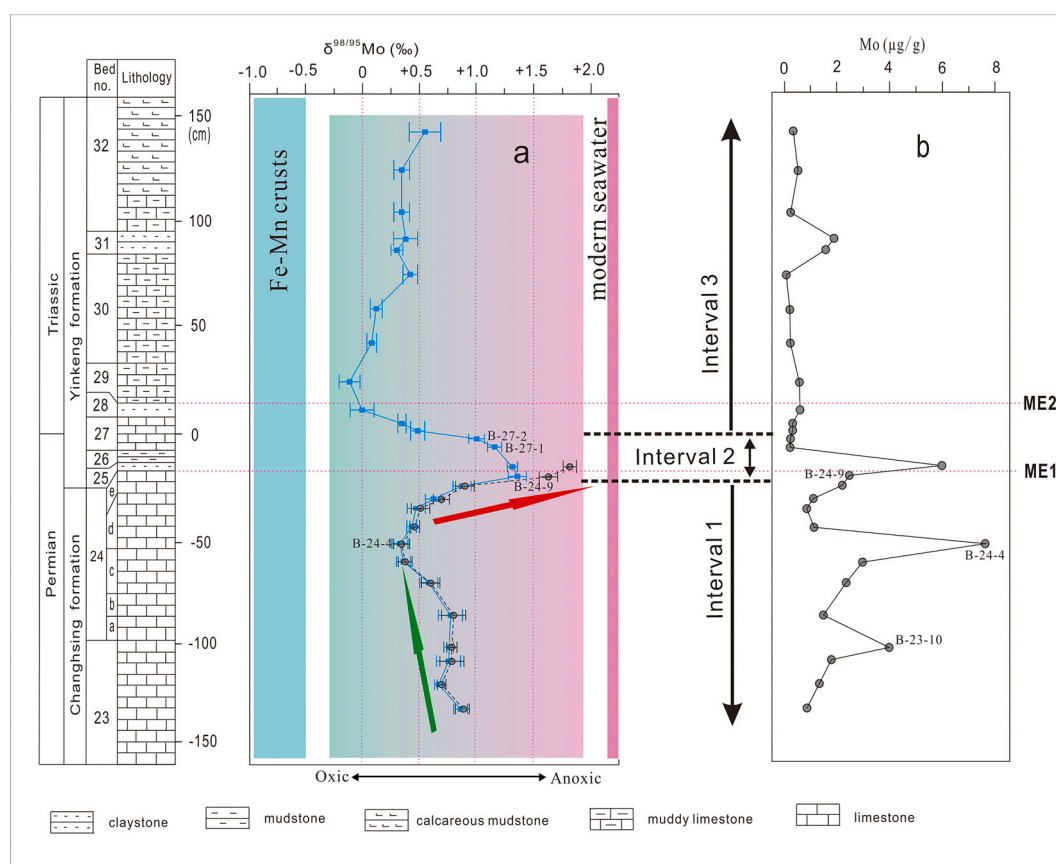 δ98/95Mo (‰)
Mo (µg/g)
Bed no.
Lithology
-1.0
-0.5
0
+0.5
+1.0
+1.5
+2.0
0
2
4
6
8
Triassic
Permian
Yinkeng formation
Changhsing formation
32
31
30
29
28
27
26
25
24
e
d
c
b
a
23
150
(cm)
100
50
0
-50
-100
-150
Fe-Mn crusts
a
modern seawater
B-27-2
B-27-1
B-24-9
B-24-4
Oxic
Anoxic
Interval 3
Interval 2
Interval 1
b
B-24-9
B-24-4
B-23-10
ME2
ME1
claystone
mudstone
calcareous mudstone
muddy limestone
limestone